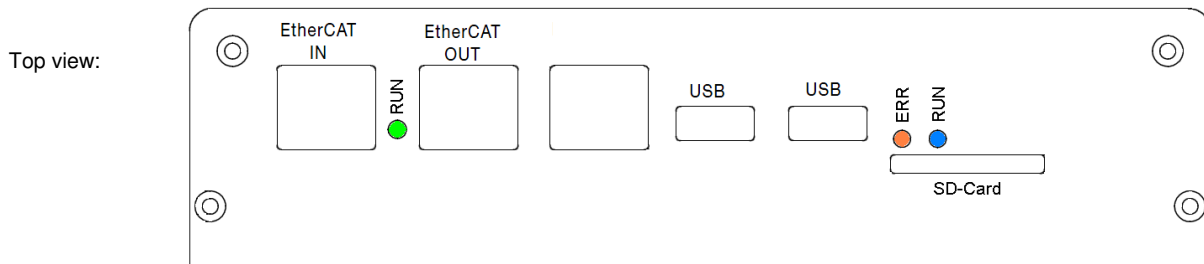 Top view:
EtherCAT
IN
RUN
EtherCAT
OUT
USB
USB
ERR
RUN
SD-Card